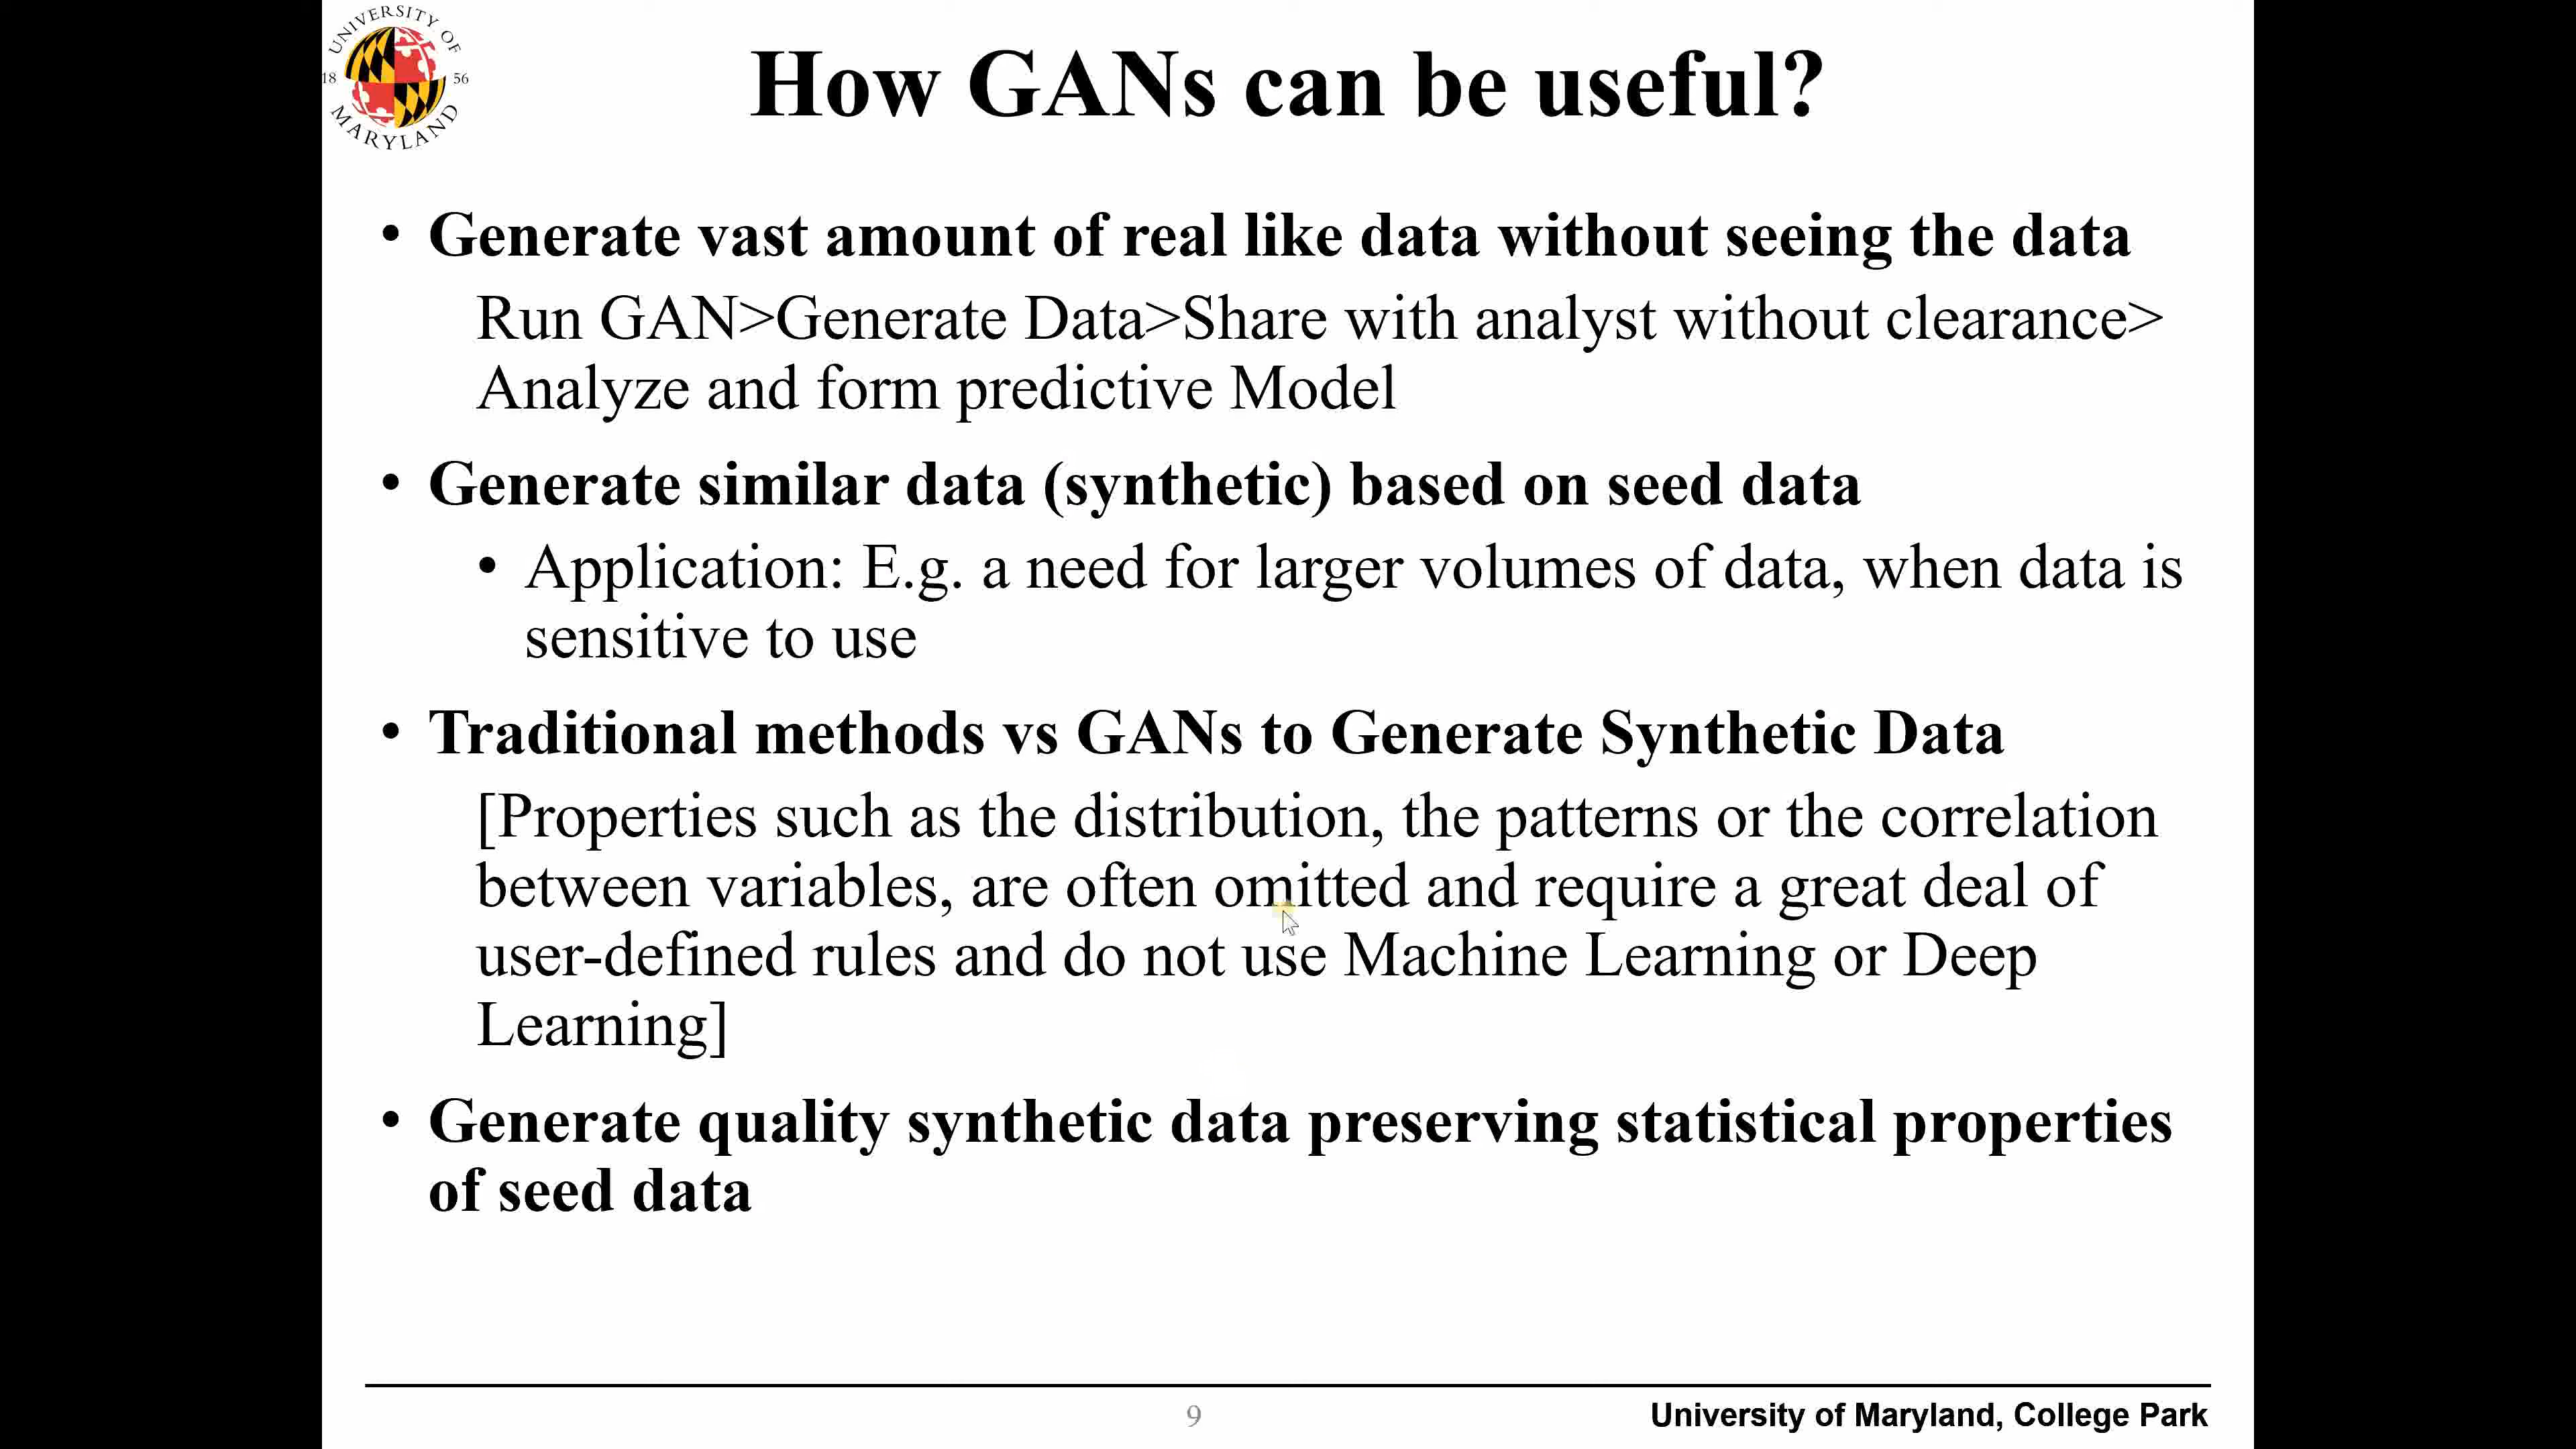 UNIVERSITY OF
18 56
MARYLAND
How GANs can be useful?
• Generate vast amount of real like data without seeing the data
Run GAN>Generate Data>Share with analyst without clearance>
Analyze and form predictive Model
• Generate similar data (synthetic) based on seed data
• Application: E.g. a need for larger volumes of data, when data is
sensitive to use
• Traditional methods vs GANs to Generate Synthetic Data
[Properties such as the distribution, the patterns or the correlation
between variables, are often omitted and require a great deal of
user-defined rules and do not use Machine Learning or Deep
Learning]
• Generate quality synthetic data preserving statistical properties
of seed data
9
University of Maryland, College Park